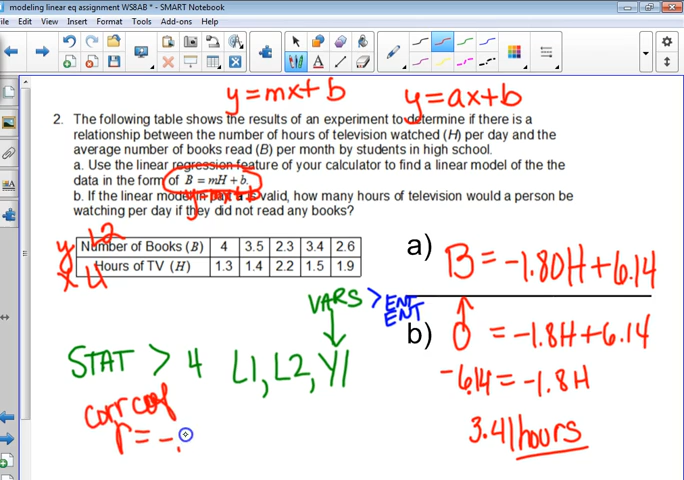 modeling linear eq assignment WS8AB * - SMART Notebook
File Edit View Insert Format Tools Add-ons Help
y=mx+b
y=ax+b
2. The following table shows the results of an experiment to determine if there is a
relationship between the number of hours of television watched (H) per day and the
average number of books read (B) per month by students in high school.
a. Use the linear regression feature of your calculator to find a linear model of the the
data in the form of B = mH + b.
b. If the linear model in part a is valid, how many hours of television would a person be
watching per day if they did not read any books?
y L2 Number of Books (B) 4 3.5 2.3 3.4 2.6
x L1 Hours of TV (H) 1.3 1.4 2.2 1.5 1.9
a) B = -1.80H+6.14
VARS > ENT
ENT
b) 0 = -1.8H+6.14
STAT > 4 L1, L2, Y1
-6.14 = -1.8H
corr coef
r = -.
3.41 hours